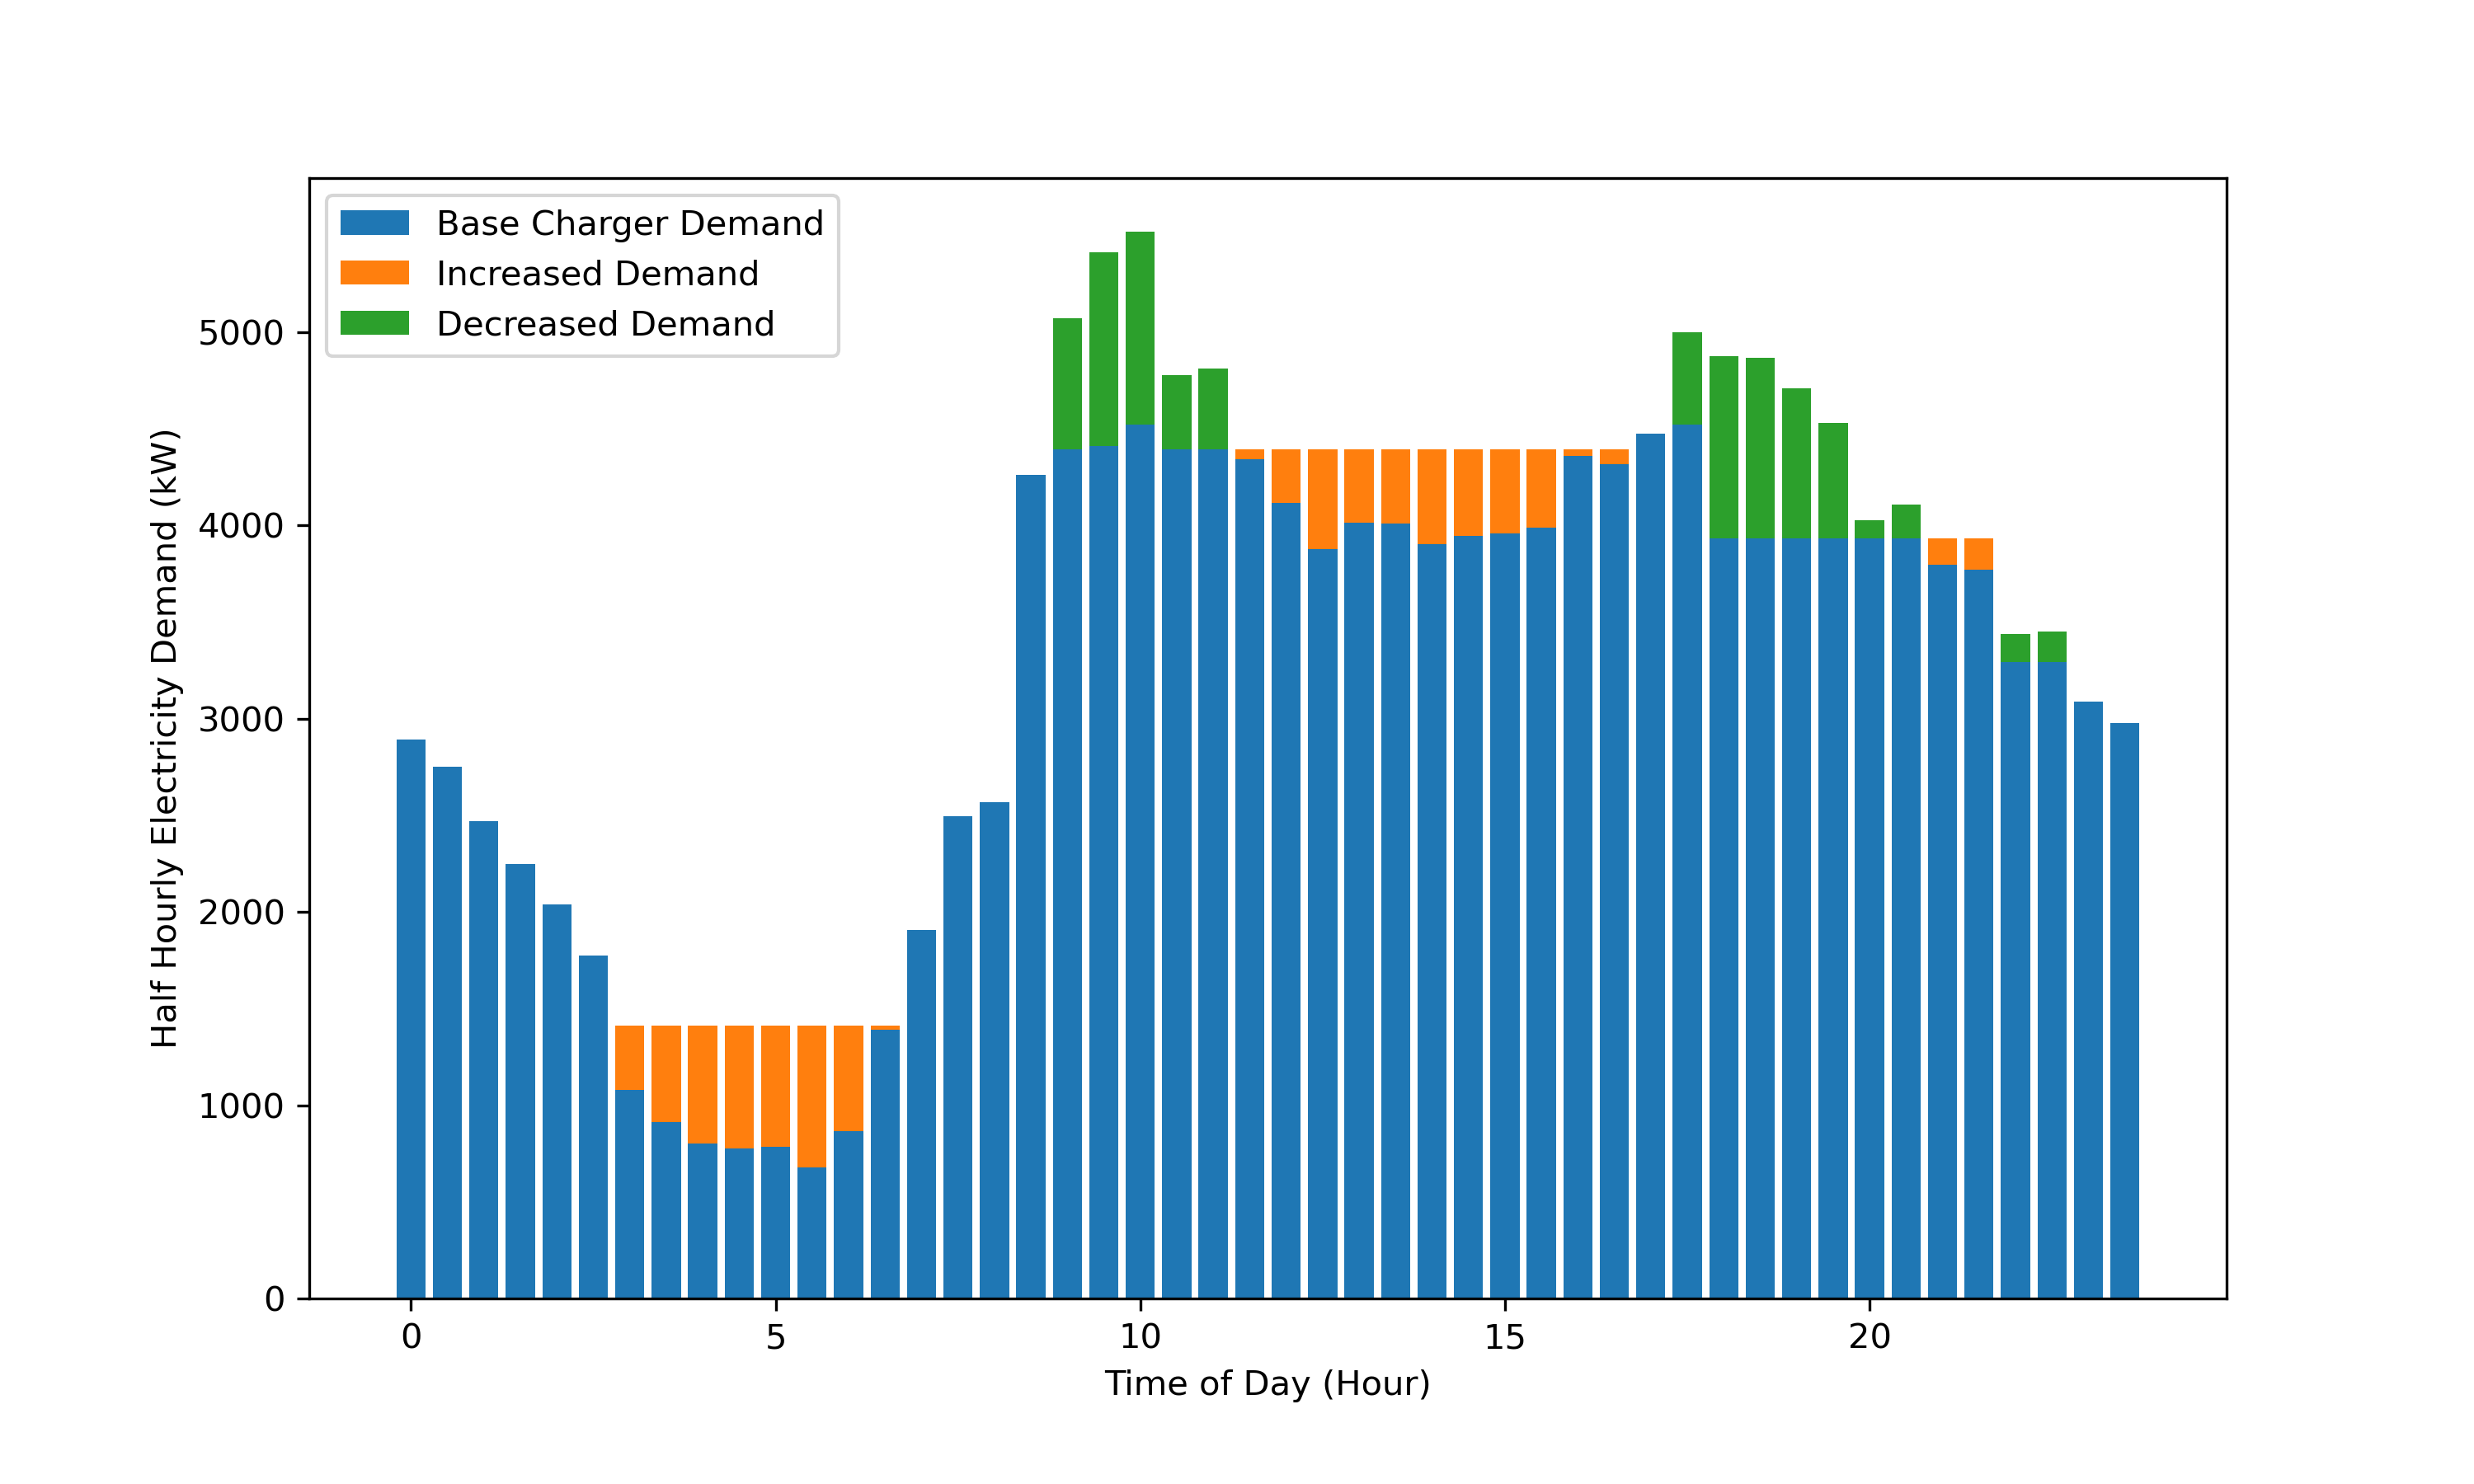 Base Charger Demand
Increased Demand
Decreased Demand
Half Hourly Electricity Demand (kW)
5000
4000
3000
2000
1000
0
0 5 10 15 20
Time of Day (Hour)